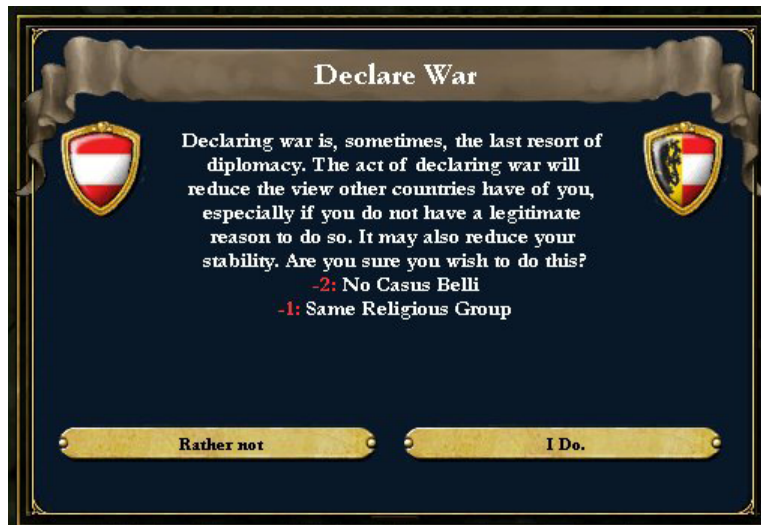 Declare War
Declaring war is, sometimes, the last resort of
diplomacy. The act of declaring war will
reduce the view other countries have of you,
especially if you do not have a legitimate
reason to do so. It may also reduce your
stability. Are you sure you wish to do this?
-2: No Casus Belli
-1: Same Religious Group
Rather not
I Do.